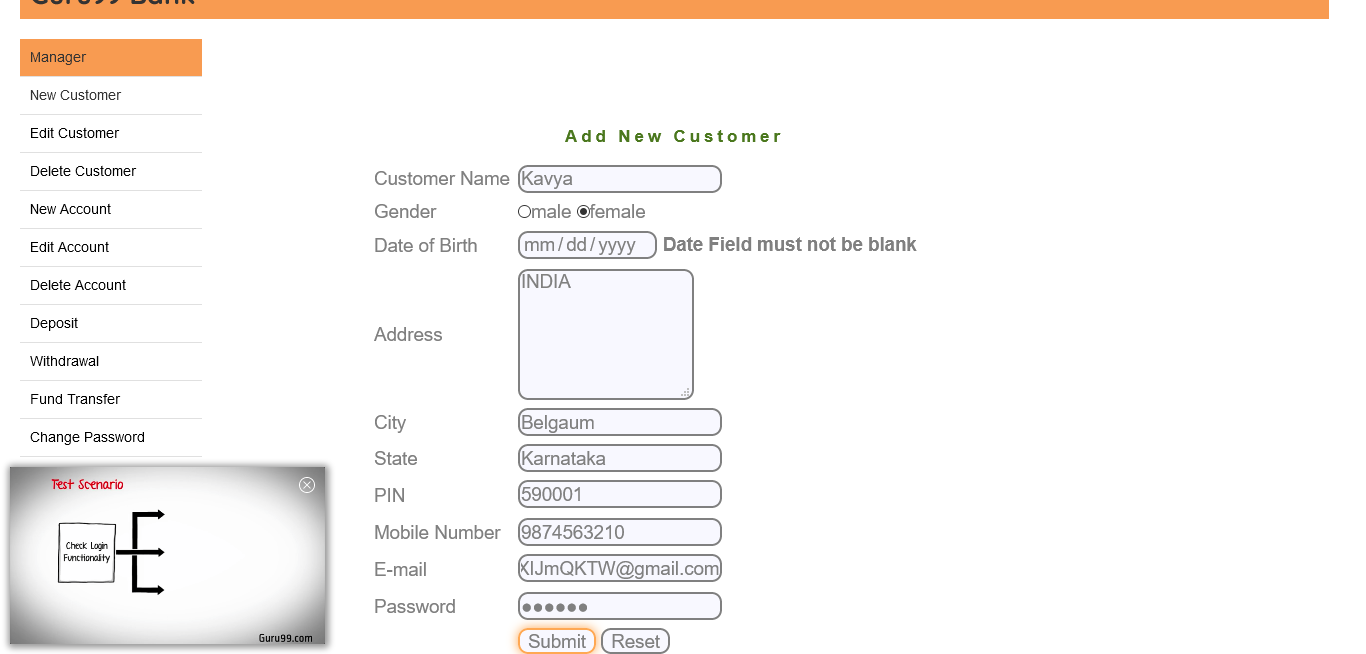 Guru99 Bank
Manager
New Customer
Edit Customer
Delete Customer
New Account
Edit Account
Delete Account
Deposit
Withdrawal
Fund Transfer
Change Password
Add New Customer
Customer Name Kavya
Gender male female
Date of Birth mm/dd/yyyy Date Field must not be blank
Address INDIA
City Belgaum
State Karnataka
PIN 590001
Mobile Number 9874563210
E-mail XIJmQKTW@gmail.com
Password ●●●●●●
Submit Reset
Test Scenario
Check Login
Functionality
Guru99.com